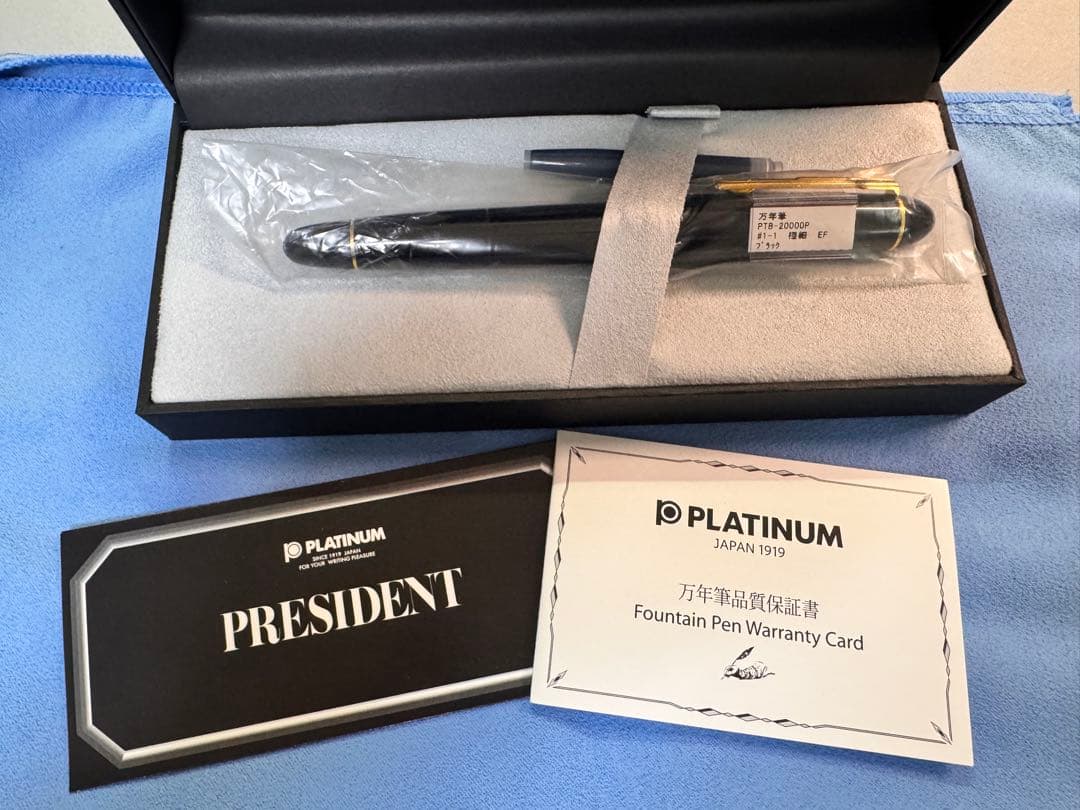 万年筆
PTB-20000P
#1-1 極細 EF
ブラック
PLATINUM
SINCE 1919 JAPAN
FOR YOUR WRITING PLEASURE
PRESIDENT
PLATINUM
JAPAN 1919
万年筆品質保証書
Fountain Pen Warranty Card